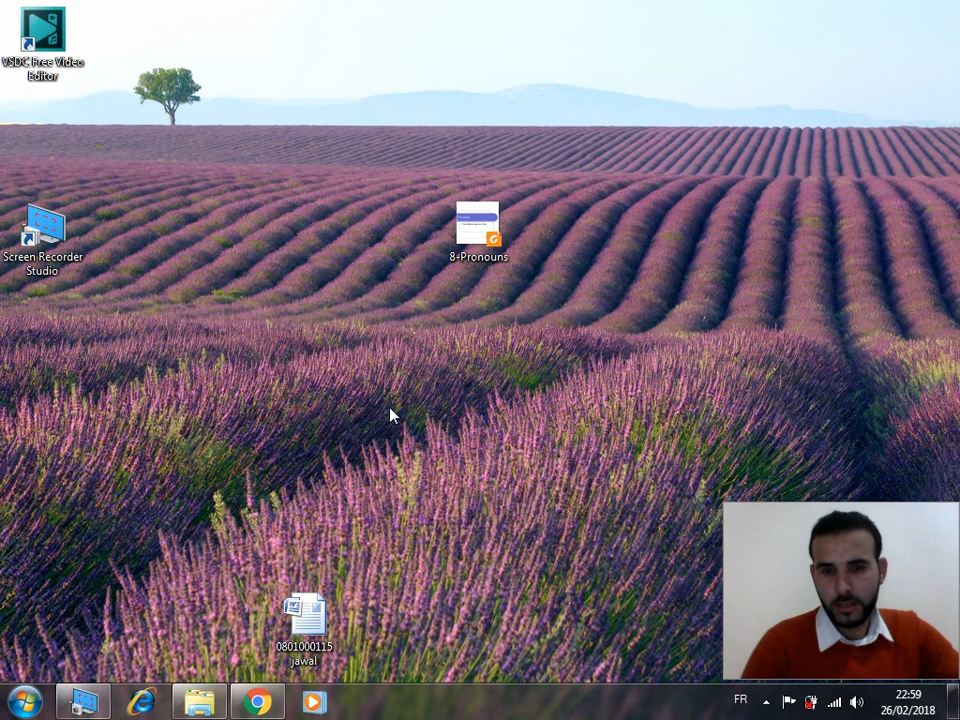 VSDC Free Video
Editor
Screen Recorder
Studio
8-Pronouns
0801000115
jawal
FR
22:59
26/02/2018